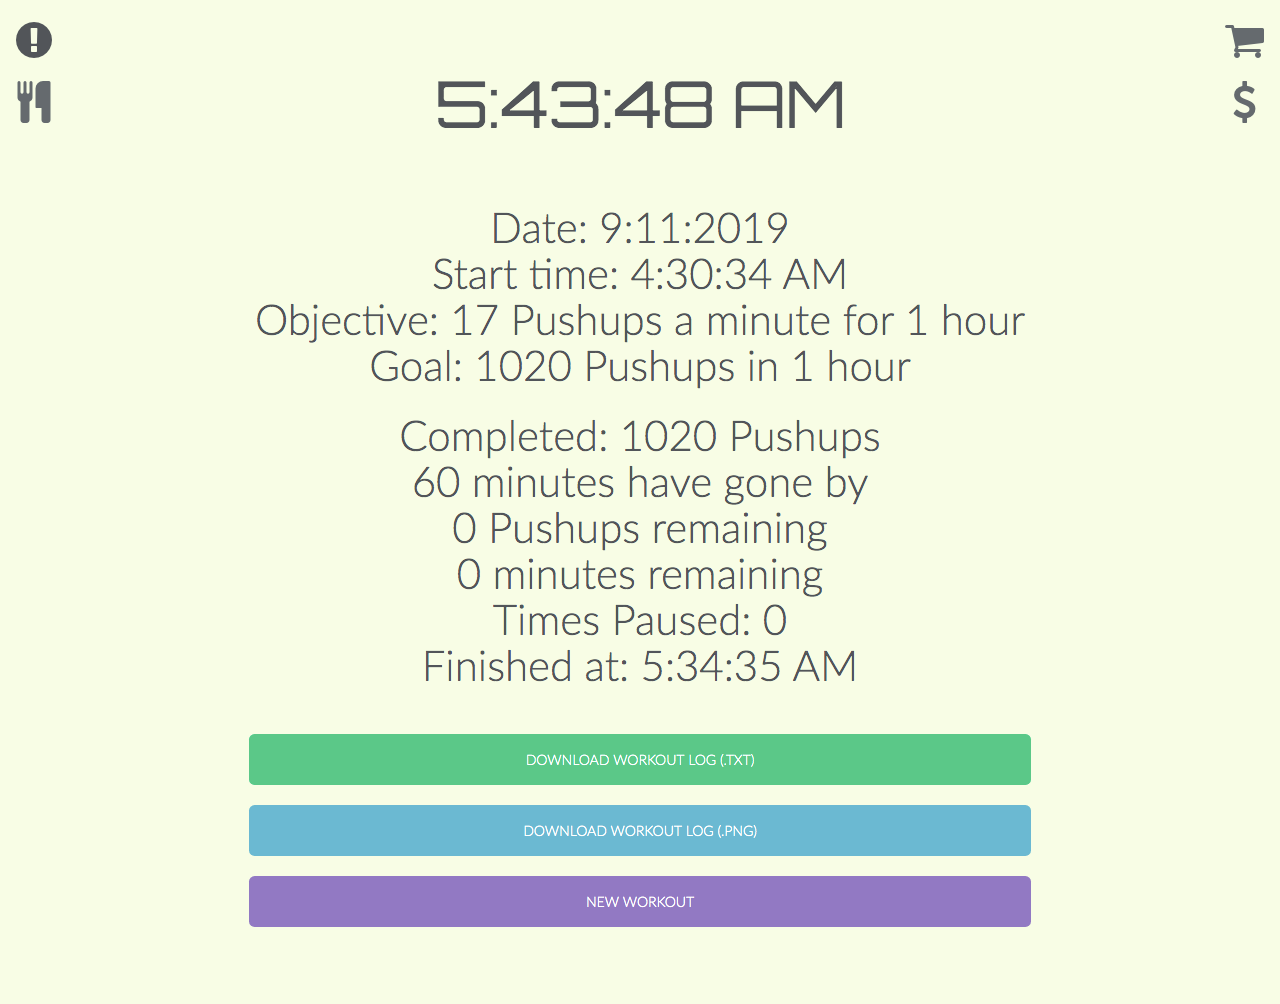 5:43:48 AM
Date: 9:11:2019
Start time: 4:30:34 AM
Objective: 17 Pushups a minute for 1 hour
Goal: 1020 Pushups in 1 hour
Completed: 1020 Pushups
60 minutes have gone by
0 Pushups remaining
0 minutes remaining
Times Paused: 0
Finished at: 5:34:35 AM
DOWNLOAD WORKOUT LOG (.TXT)
DOWNLOAD WORKOUT LOG (.PNG)
NEW WORKOUT